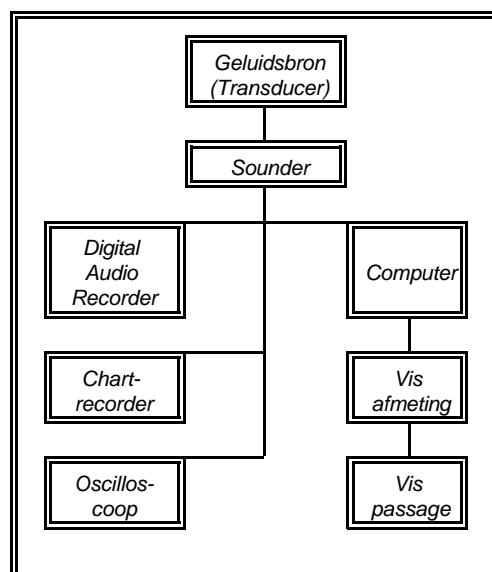 Geluidsbron
(Transducer)
Sounder
Digital
Audio
Recorder
Computer
Chart-
recorder
Vis
afmeting
Oscillos-
coop
Vis
passage